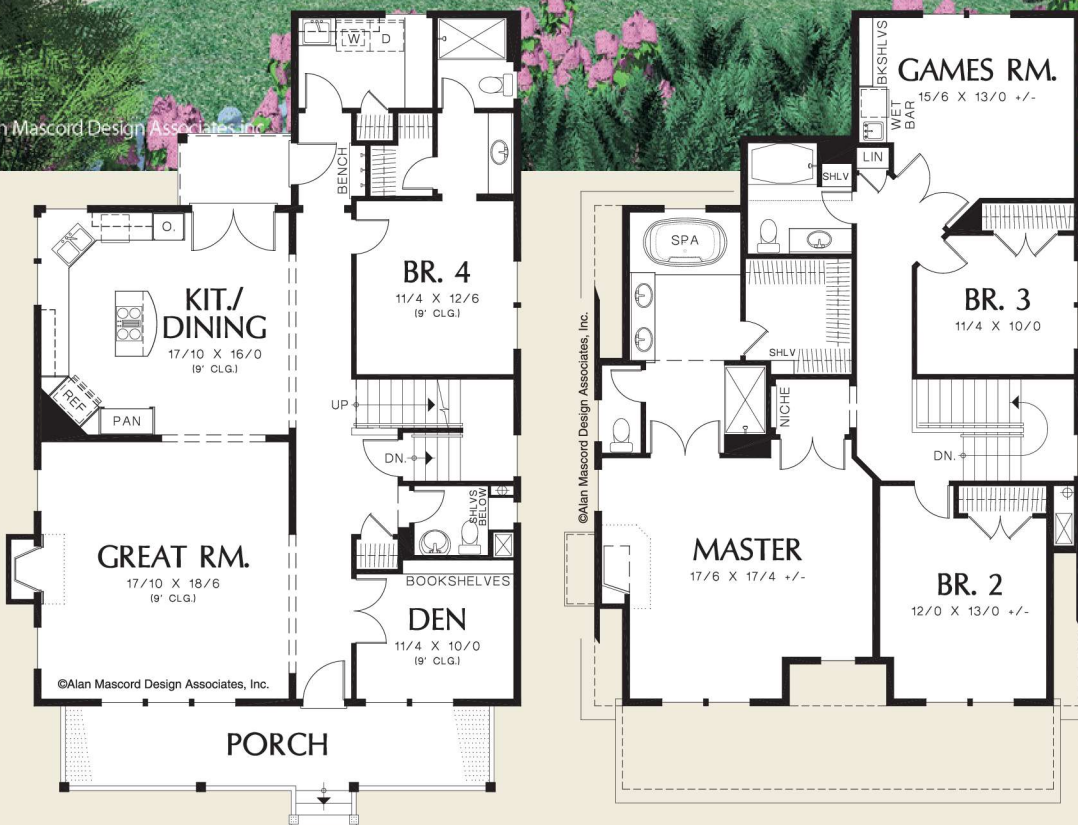 n Mascord Design Associates, inc.
W D
BENCH
O.
KIT./
DINING
17/10 X 16/0
(9' CLG.)
REF
PAN
BR. 4
11/4 X 12/6
(9' CLG.)
UP
DN.
SHLVS
BELOW
GREAT RM.
17/10 X 18/6
(9' CLG.)
©Alan Mascord Design Associates, Inc.
BOOKSHELVES
DEN
11/4 X 10/0
(9' CLG.)
PORCH
BKSHLVS
GAMES RM.
15/6 X 13/0 +/-
WET
BAR
LIN
SHLV
SPA
SHLV
BR. 3
11/4 X 10/0
©Alan Mascord Design Associates, Inc.
NICHE
DN.
MASTER
17/6 X 17/4 +/-
BR. 2
12/0 X 13/0 +/-